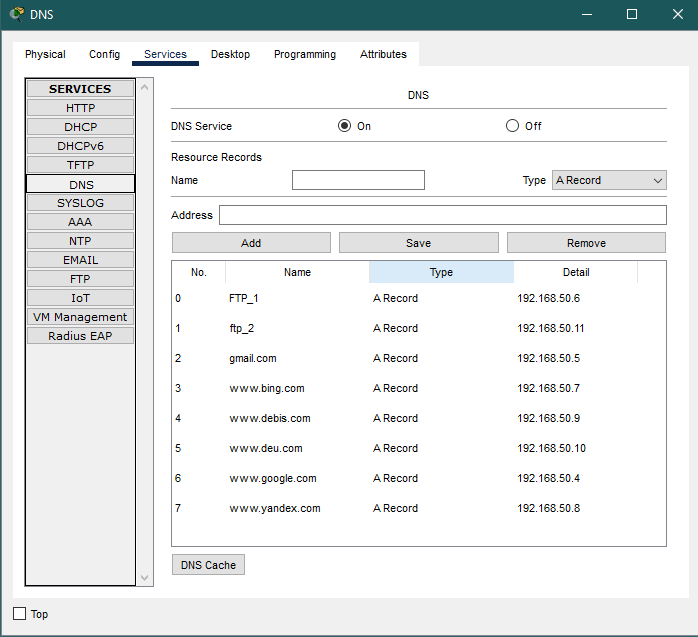 DNS
Physical Config Services Desktop Programming Attributes
SERVICES
HTTP
DHCP
DHCPv6
TFTP
DNS
SYSLOG
AAA
NTP
EMAIL
FTP
IoT
VM Management
Radius EAP
DNS
DNS Service On Off
Resource Records
Name Type A Record
Address
Add Save Remove
No. Name Type Detail
0 FTP_1 A Record 192.168.50.6
1 ftp_2 A Record 192.168.50.11
2 gmail.com A Record 192.168.50.5
3 www.bing.com A Record 192.168.50.7
4 www.debis.com A Record 192.168.50.9
5 www.deu.com A Record 192.168.50.10
6 www.google.com A Record 192.168.50.4
7 www.yandex.com A Record 192.168.50.8
DNS Cache
Top